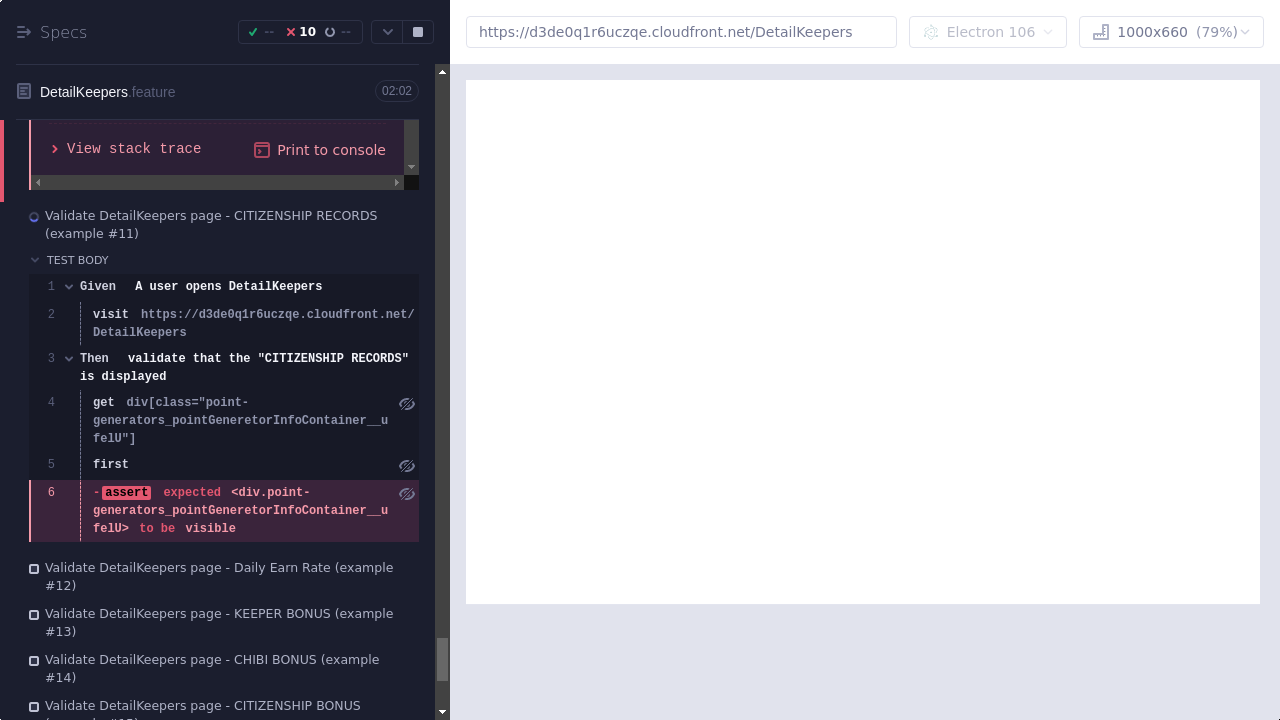 Specs
-- 10 --
https://d3de0q1r6uczqe.cloudfront.net/DetailKeepers
Electron 106
1000x660 (79%)
DetailKeepers.feature
02:02
View stack trace
Print to console
Validate DetailKeepers page - CITIZENSHIP RECORDS
(example #11)
TEST BODY
1 Given A user opens DetailKeepers
2 visit https://d3de0q1r6uczqe.cloudfront.net/
DetailKeepers
3 Then validate that the "CITIZENSHIP RECORDS"
is displayed
4 get div[class="point-
generators_pointGeneretorInfoContainer__u
felU"]
5 first
6 -assert expected <div.point-
generators_pointGeneretorInfoContainer__u
felU> to be visible
Validate DetailKeepers page - Daily Earn Rate (example
#12)
Validate DetailKeepers page - KEEPER BONUS (example
#13)
Validate DetailKeepers page - CHIBI BONUS (example
#14)
Validate DetailKeepers page - CITIZENSHIP BONUS